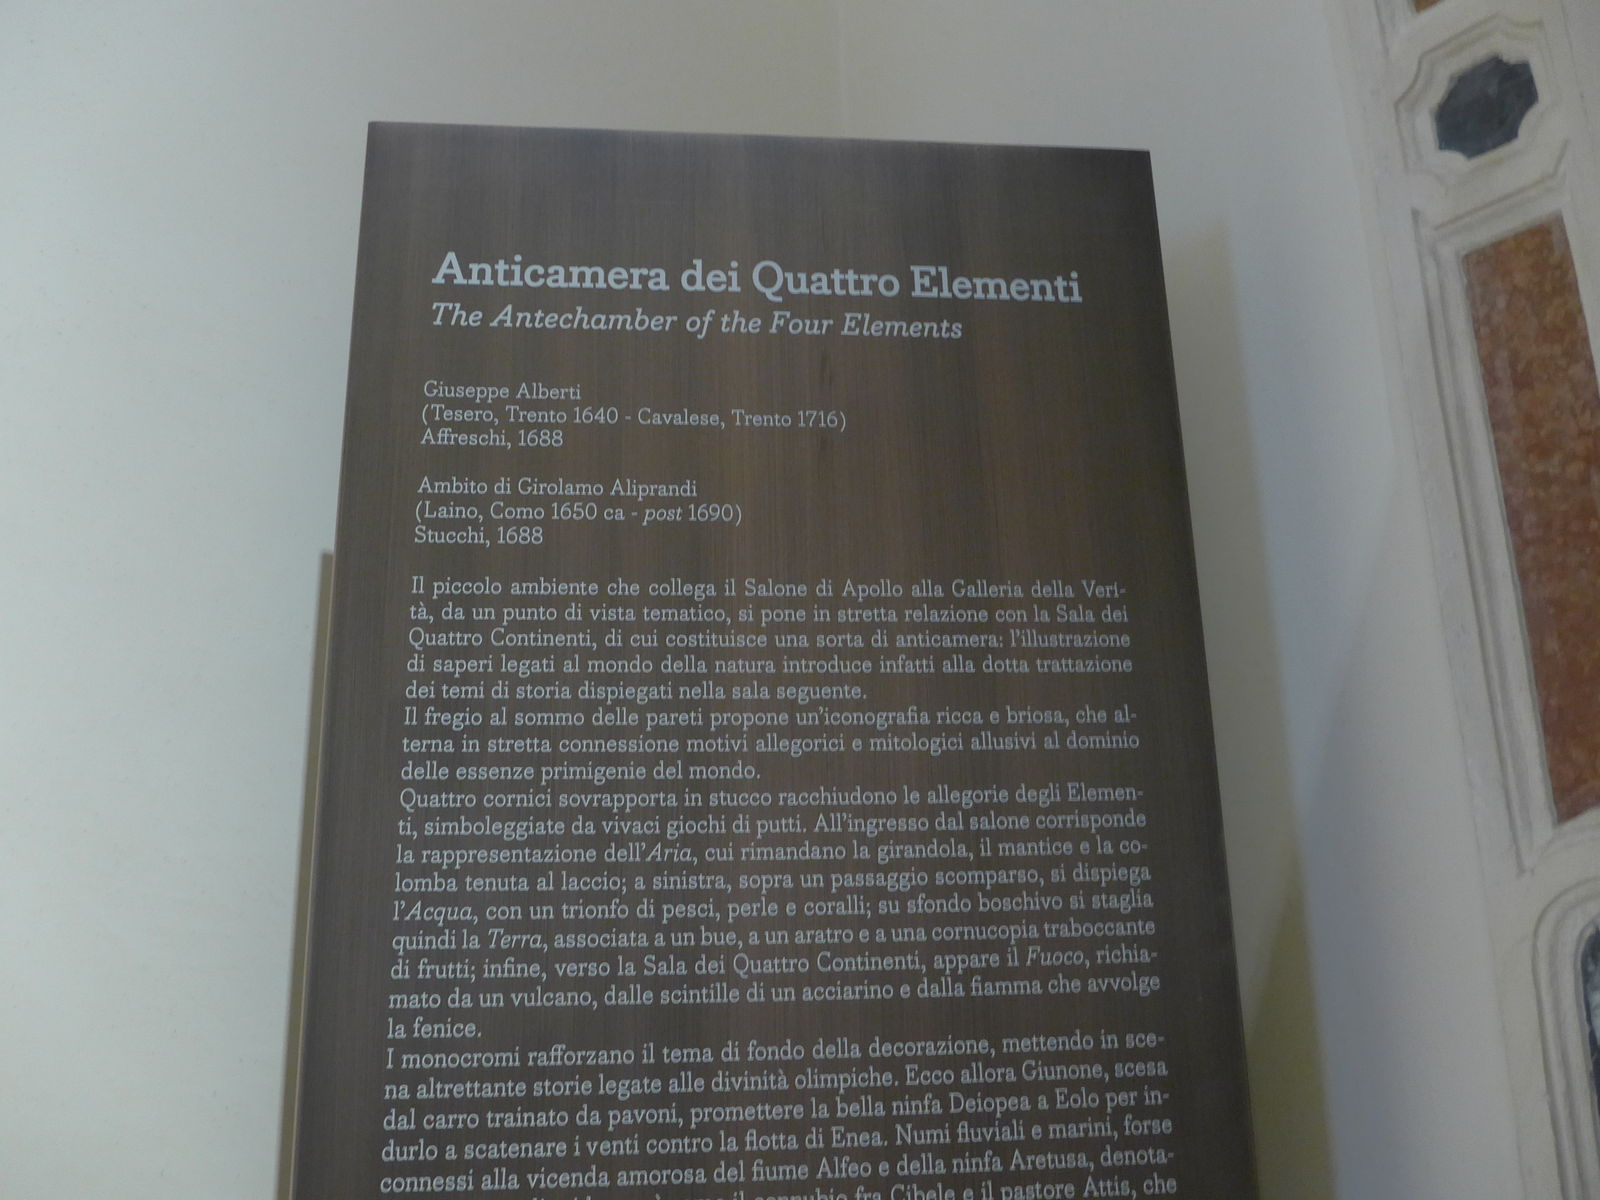 Anticamera dei Quattro Elementi
The Antechamber of the Four Elements
Giuseppe Alberti
(Tesero, Trento 1640 - Cavalese, Trento 1716)
Affreschi, 1688
Ambito di Girolamo Aliprandi
(Laino, Como 1650 ca - post 1690)
Stucchi, 1688
Il piccolo ambiente che collega il Salone di Apollo alla Galleria della Veri-
tà, da un punto di vista tematico, si pone in stretta relazione con la Sala dei
Quattro Continenti, di cui costituisce una sorta di anticamera: l'illustrazione
di saperi legati al mondo della natura introduce infatti alla dotta trattazione
dei temi di storia dispiegati nella sala seguente.
Il fregio al sommo delle pareti propone un'iconografia ricca e briosa, che al-
terna in stretta connessione motivi allegorici e mitologici allusivi al dominio
delle essenze primigenie del mondo.
Quattro cornici sovrapporta in stucco racchiudono le allegorie degli Elemen-
ti, simboleggiate da vivaci giochi di putti. All'ingresso dal salone corrisponde
la rappresentazione dell'Aria, cui rimandano la girandola, il mantice e la co-
lomba tenuta al laccio; a sinistra, sopra un passaggio scomparso, si dispiega
l'Acqua, con un trionfo di pesci, perle e coralli; su sfondo boschivo si staglia
quindi la Terra, associata a un bue, a un aratro e a una cornucopia traboccante
di frutti; infine, verso la Sala dei Quattro Continenti, appare il Fuoco, richia-
mato da un vulcano, dalle scintille di un acciarino e dalla fiamma che avvolge
la fenice.
I monocromi rafforzano il tema di fondo della decorazione, mettendo in sce-
na altrettante storie legate alle divinità olimpiche. Ecco allora Giunone, scesa
dal carro trainato da pavoni, promettere la bella ninfa Deiopea a Eolo per in-
durlo a scatenare i venti contro la flotta di Enea. Numi fluviali e marini, forse
connessi alla vicenda amorosa del fiume Alfeo e della ninfa Aretusa, denota-
il connubio fra Cibele e il pastore Attis, che